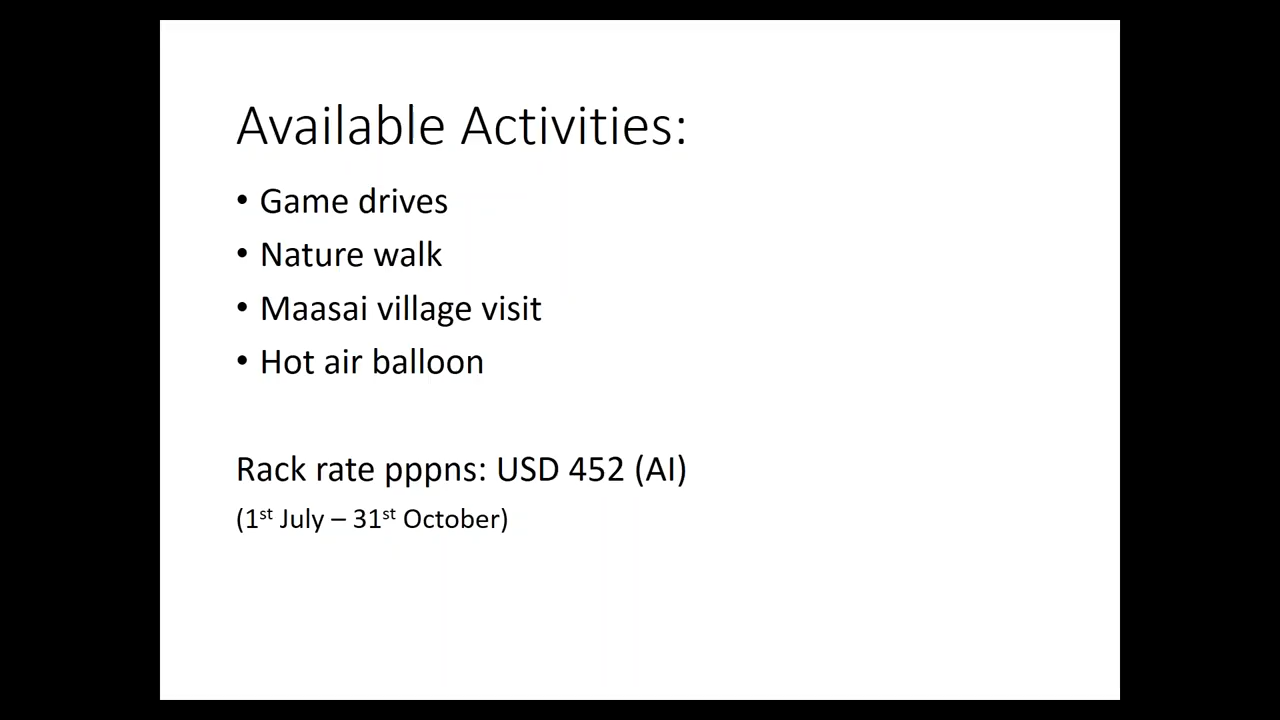 Available Activities:
• Game drives
• Nature walk
• Maasai village visit
• Hot air balloon
Rack rate pppns: USD 452 (AI)
(1st July – 31st October)